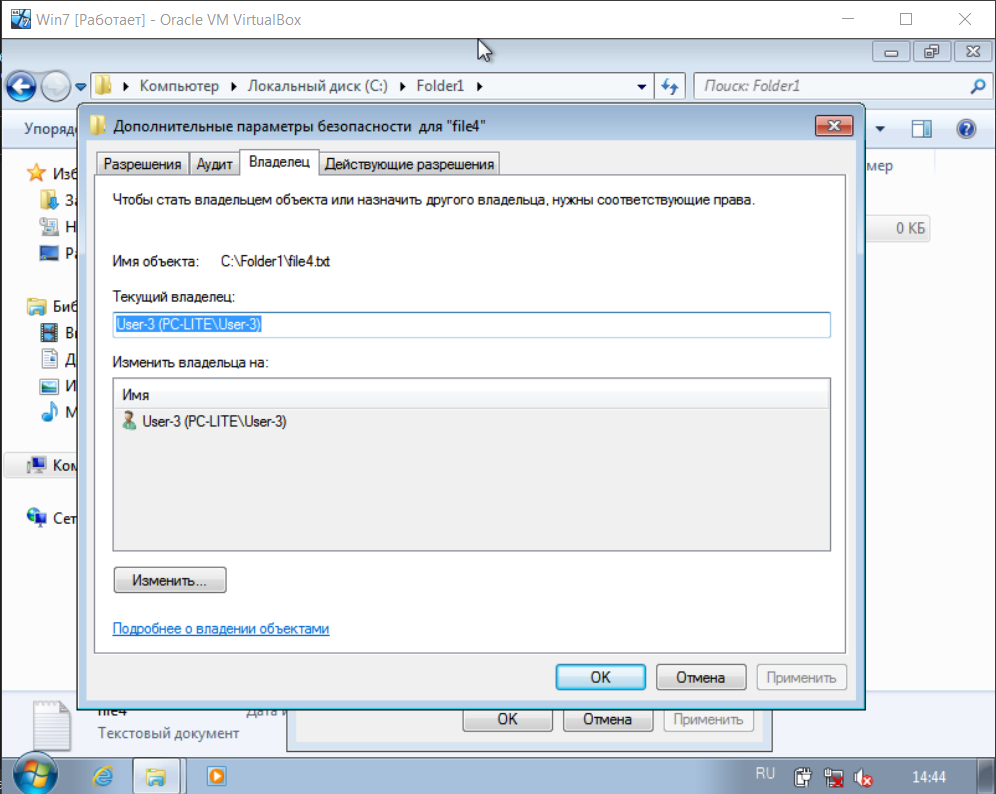 Win7 [Работает] - Oracle VM VirtualBox
Компьютер Локальный диск (C:) Folder1
Поиск: Folder1
Упоряд
Дополнительные параметры безопасности для "file4"
Разрешения Аудит Владелец Действующие разрешения
мер
Изб
За
Н
Ра
Чтобы стать владельцем объекта или назначить другого владельца, нужны соответствующие права.
0 КБ
Имя объекта: C:\Folder1\file4.txt
Текущий владелец:
User-3 (PC-LITE\User-3)
Биб
Ви
Д
И
М
Изменить владельца на:
Имя
User-3 (PC-LITE\User-3)
Ком
Сет
Изменить...
Подробнее о владении объектами
OK Отмена Применить
file4 Дата и
Текстовый документ
OK Отмена Применить
RU 14:44